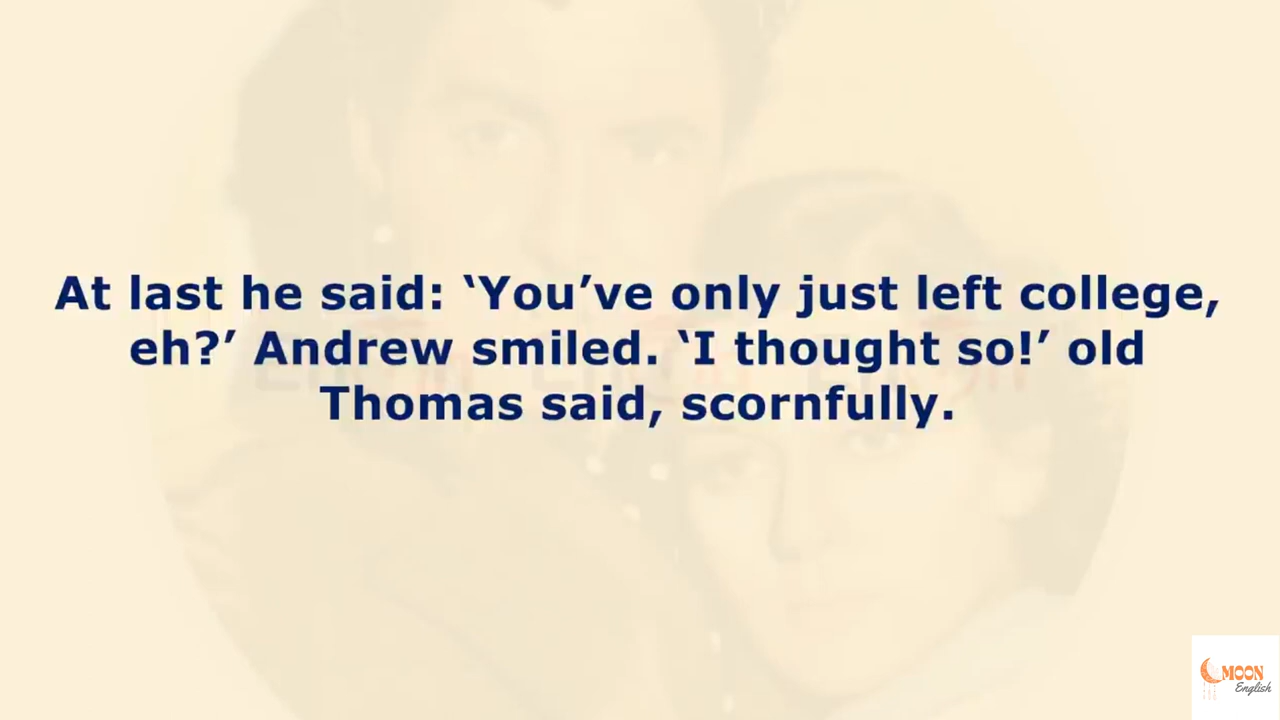 At last he said: ‘You’ve only just left college,
eh?’ Andrew smiled. ‘I thought so!’ old
Thomas said, scornfully.
MOON
English